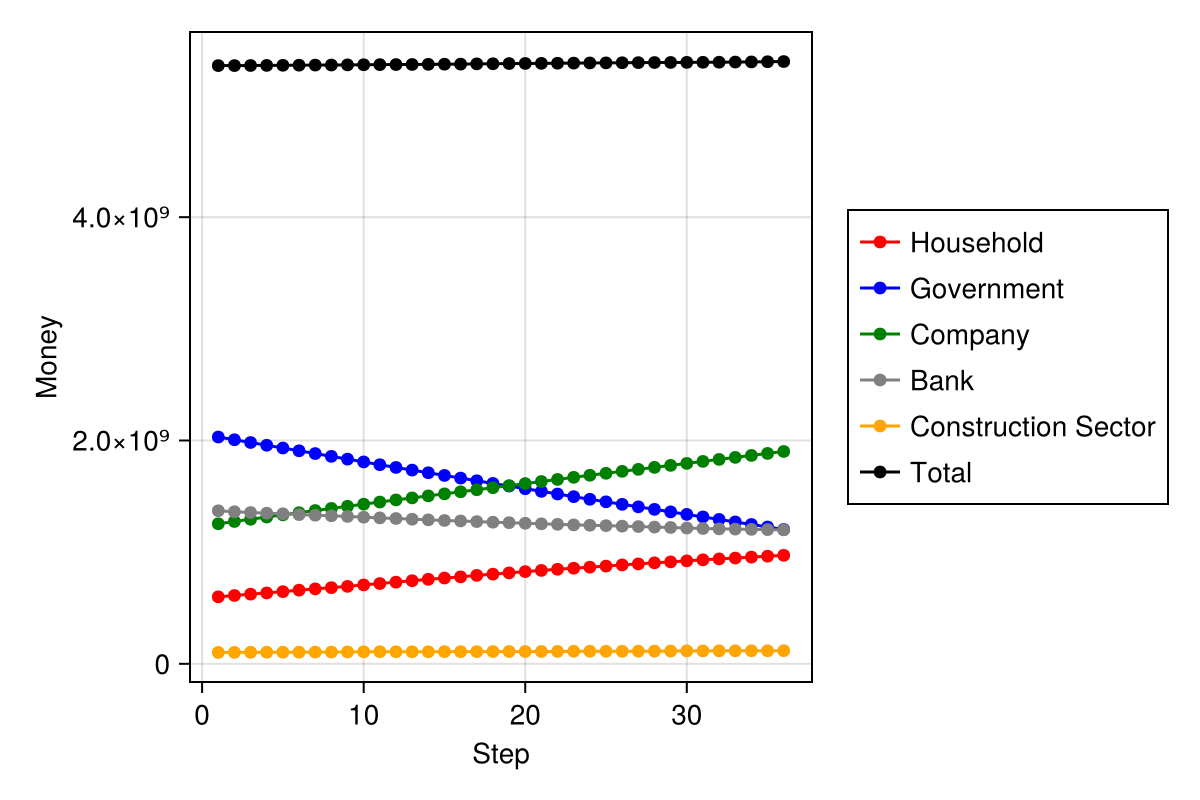 4.0×10⁹
2.0×10⁹
0
Money
0 10 20 30
Step
Household
Government
Company
Bank
Construction Sector
Total